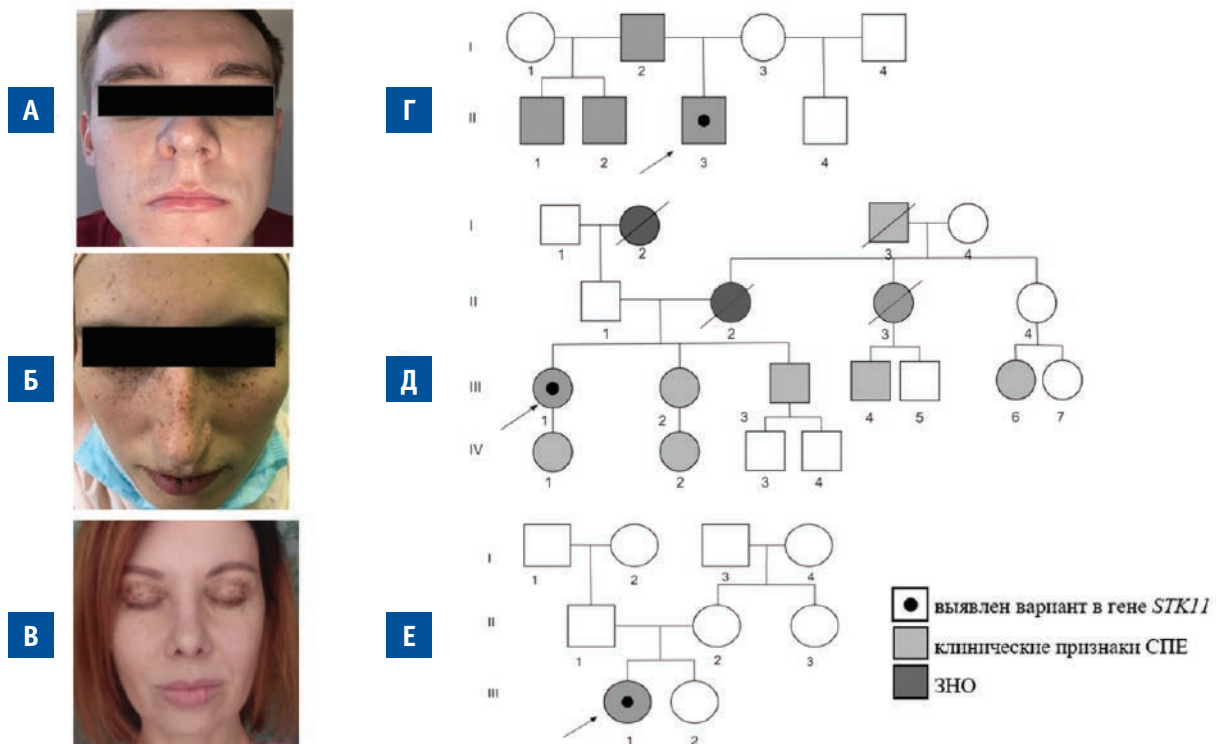 А
Б
В
Г
I
1 2 3 4
II
1 2 3 4
Д
I
1 2 3 4
II
1 2 3 4
III
1 2 3 4 5 6 7
IV
1 2 3 4
Е
I
1 2 3 4
II
1 2 3
III
1 2
выявлен вариант в гене STK11
клинические признаки СПЕ
ЗНО